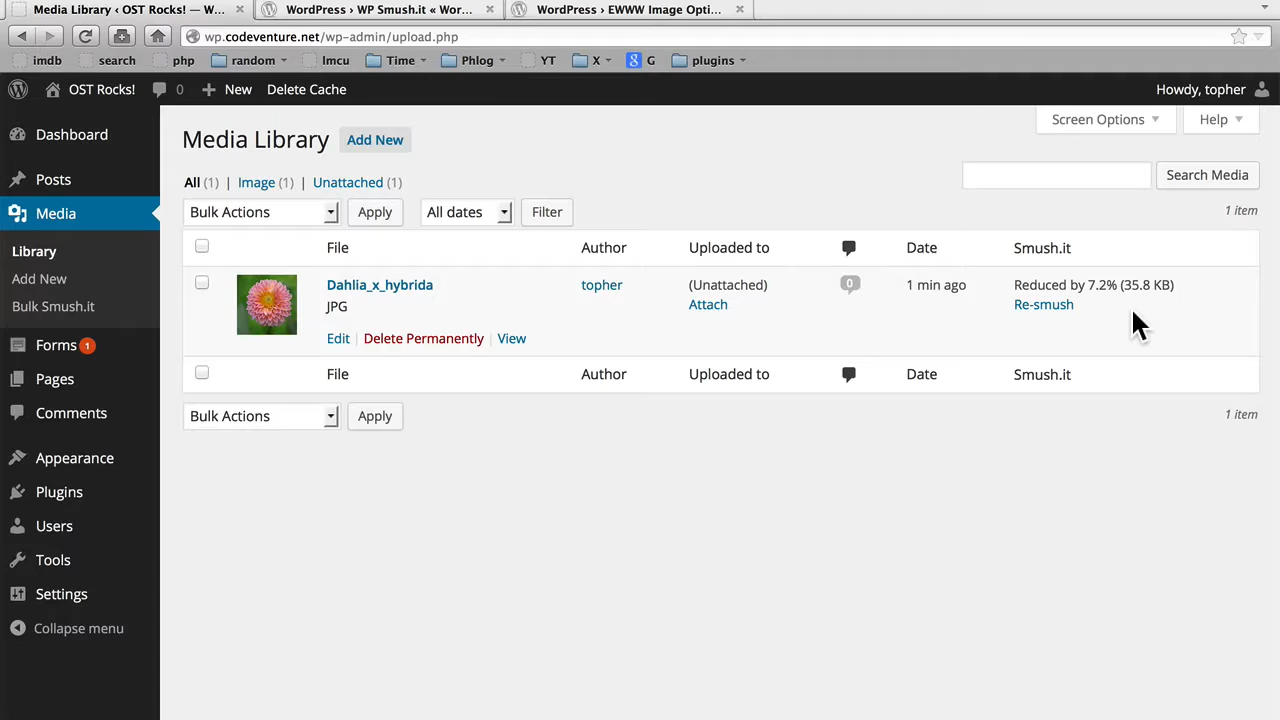 Media Library ‹ OST Rocks! — W...
WordPress › WP Smush.it « Wor...
WordPress › EWWW Image Opti...
wp.codeventure.net/wp-admin/upload.php
imdb search php random lmcu Time Phlog YT X G plugins
OST Rocks! 0 New Delete Cache Howdy, topher
Dashboard
Posts
Media
Library
Add New
Bulk Smush.it
Forms 1
Pages
Comments
Appearance
Plugins
Users
Tools
Settings
Collapse menu
Screen Options Help
Media Library Add New
All (1) | Image (1) | Unattached (1)
Search Media
Bulk Actions Apply All dates Filter 1 item
File Author Uploaded to Date Smush.it
Dahlia_x_hybrida topher (Unattached) 0 1 min ago Reduced by 7.2% (35.8 KB)
JPG Attach Re-smush
Edit | Delete Permanently | View
File Author Uploaded to Date Smush.it
Bulk Actions Apply 1 item